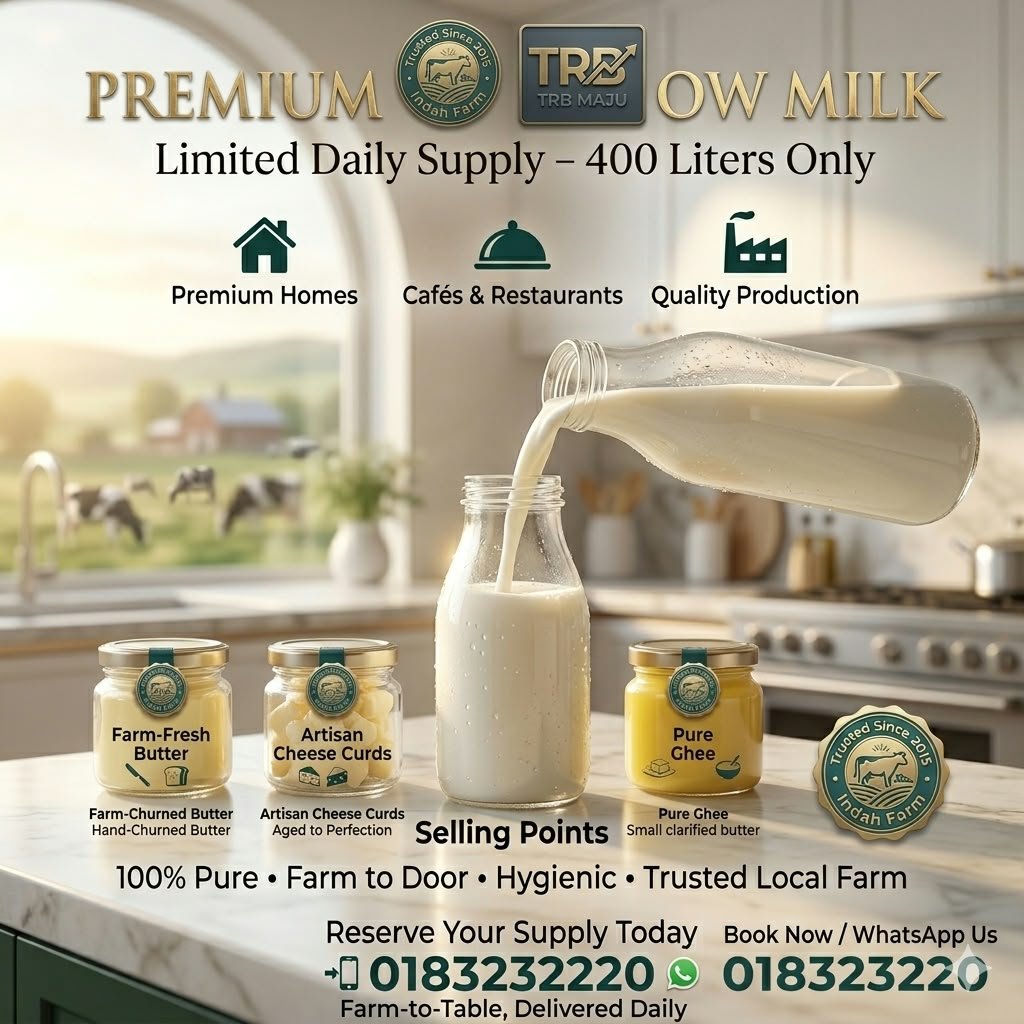 PREMIUM OW MILK
Trusted Since 2015
Indah Farm
TRB
TRB MAJU
Limited Daily Supply – 400 Liters Only
Premium Homes
Cafés & Restaurants
Quality Production
Farm-Fresh
Butter
Artisan
Cheese Curds
Pure
Ghee
Truoed Since 2015
Indah Farm
Farm-Churned Butter
Hand-Churned Butter
Artisan Cheese Curds
Aged to Perfection
Pure Ghee
Small clarified butter
Selling Points
100% Pure • Farm to Door • Hygienic • Trusted Local Farm
Reserve Your Supply Today
0183232220
Farm-to-Table, Delivered Daily
Book Now / WhatsApp Us
018323220